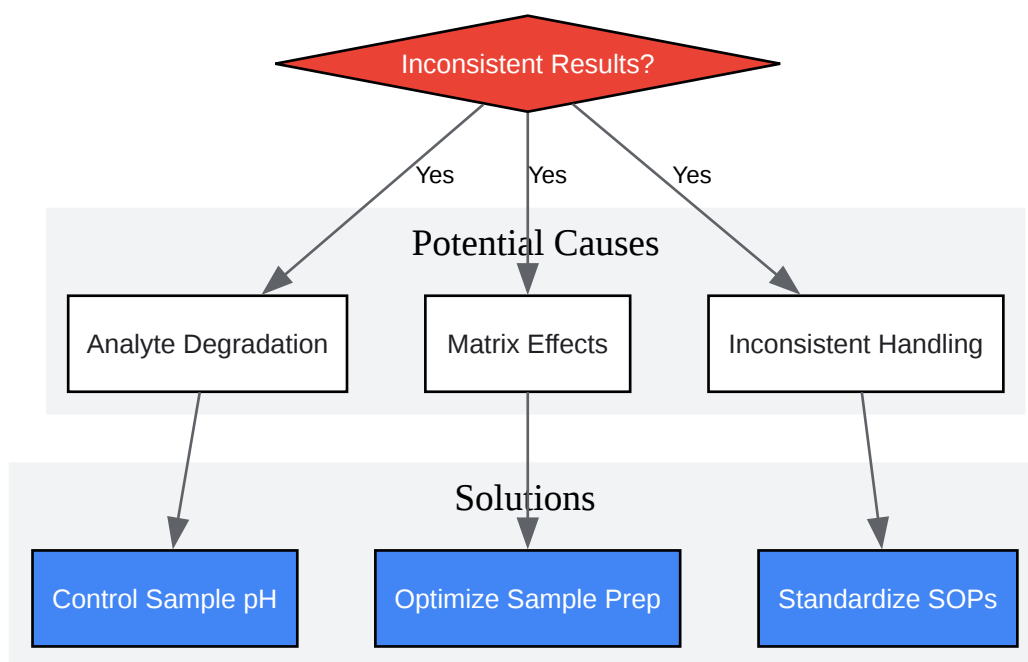 Inconsistent Results?
Yes
Yes
Yes
Potential Causes
Analyte Degradation
Matrix Effects
Inconsistent Handling
Solutions
Control Sample pH
Optimize Sample Prep
Standardize SOPs